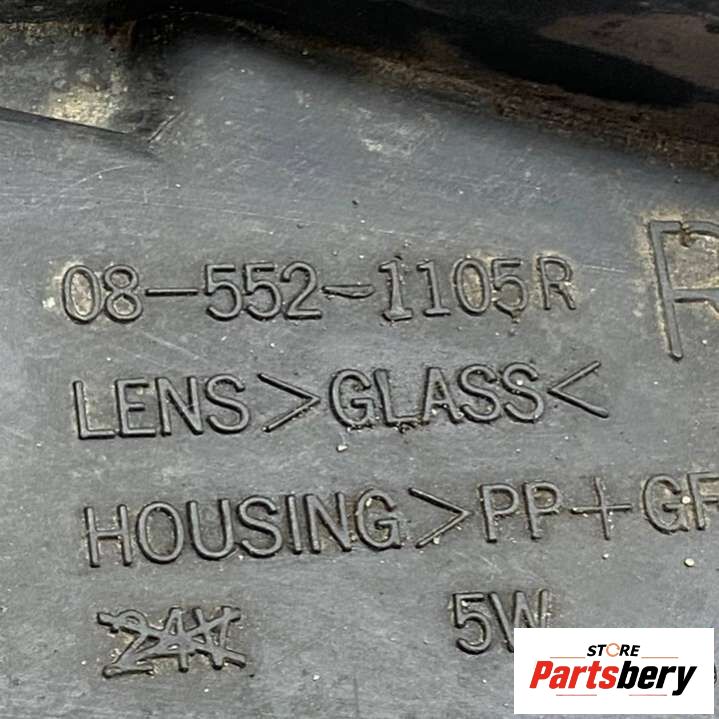 08-552-1105R
R
LENS>GLASS<
HOUSING>PP+GF
5W
STORE
Partsbery